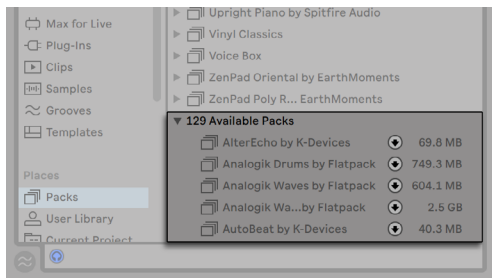 Max for Live
Plug-Ins
Clips
Samples
Grooves
Templates
Places
Packs
User Library
Current Project
Upright Piano by Spitfire Audio
Vinyl Classics
Voice Box
ZenPad Oriental by EarthMoments
ZenPad Poly R... EarthMoments
129 Available Packs
AlterEcho by K-Devices 69.8 MB
Analogik Drums by Flatpack 749.3 MB
Analogik Waves by Flatpack 604.1 MB
Analogik Wa...by Flatpack 2.5 GB
AutoBeat by K-Devices 40.3 MB